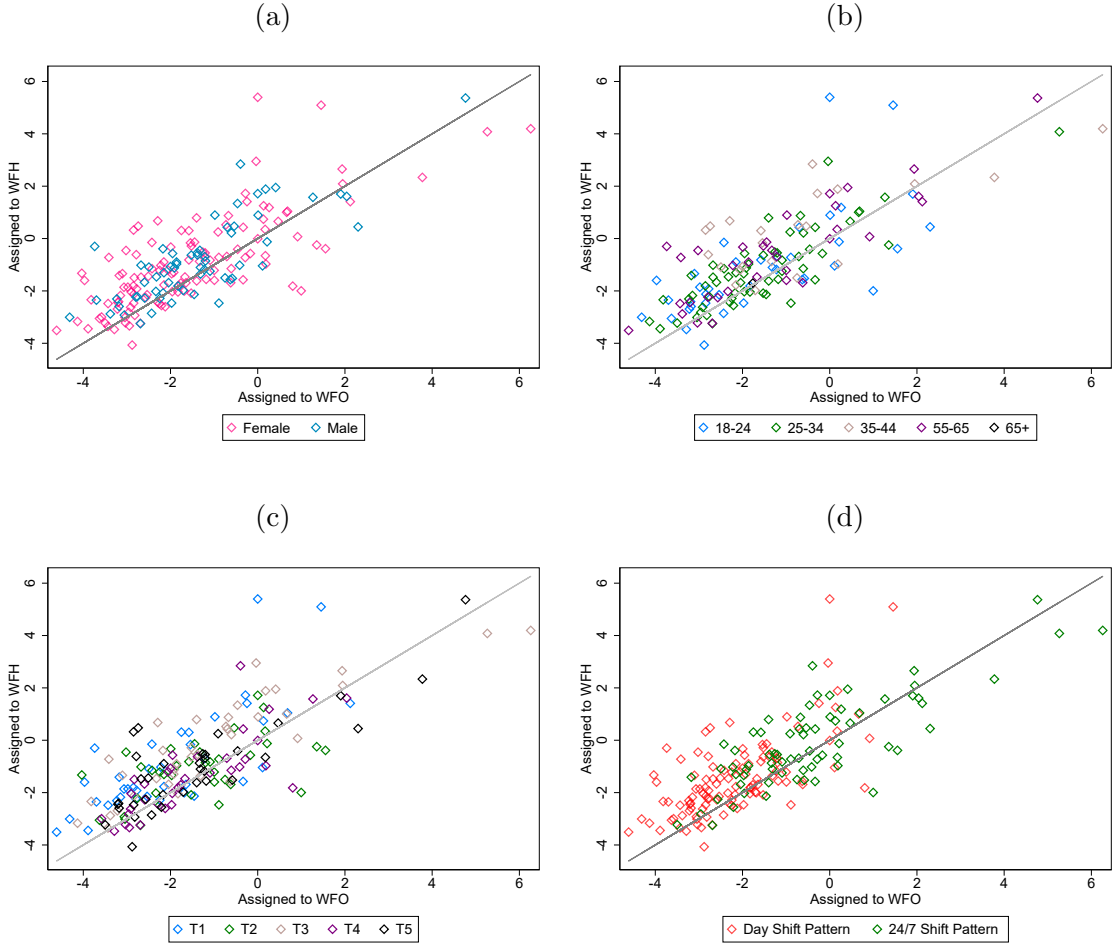 (a)
Assigned to WFH
6
4
2
0
-2
-4
-4 -2 0 2 4 6
Assigned to WFO
Female Male
(b)
Assigned to WFH
6
4
2
0
-2
-4
-4 -2 0 2 4 6
Assigned to WFO
18-24 25-34 35-44 55-65 65+
(c)
Assigned to WFH
6
4
2
0
-2
-4
-4 -2 0 2 4 6
Assigned to WFO
T1 T2 T3 T4 T5
(d)
Assigned to WFH
6
4
2
0
-2
-4
-4 -2 0 2 4 6
Assigned to WFO
Day Shift Pattern 24/7 Shift Pattern